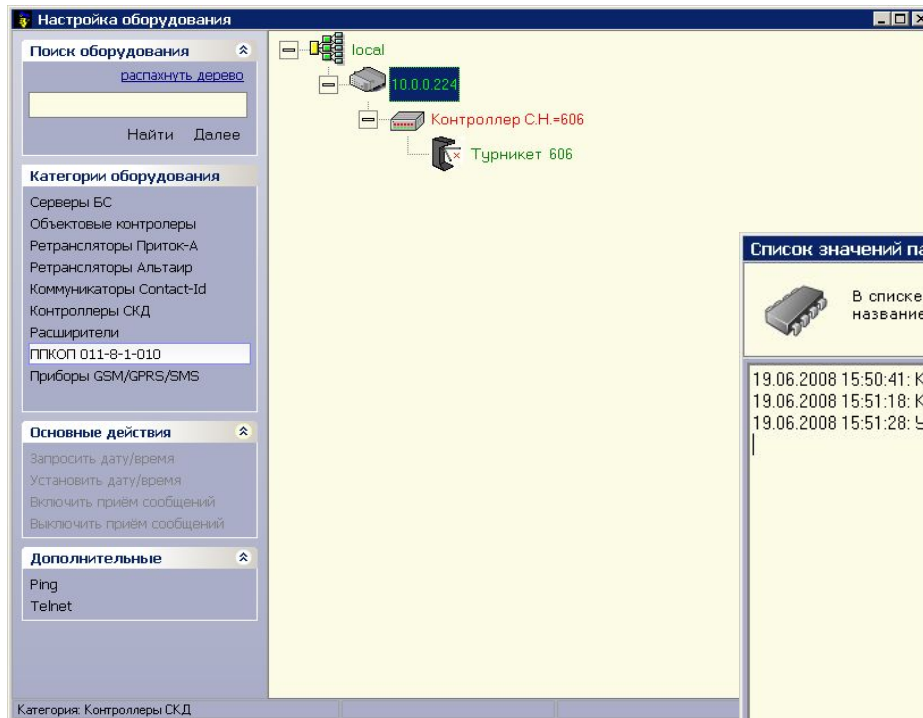 Настройка оборудования
Поиск оборудования
распахнуть дерево
Найти Далее
Категории оборудования
Серверы БС
Объектовые контролеры
Ретрансляторы Приток-А
Ретрансляторы Альтаир
Коммуникаторы Contact-Id
Контроллеры СКД
Расширители
ППКОП 011-8-1-010
Приборы GSM/GPRS/SMS
Основные действия
Запросить дату/время
Установить дату/время
Включить приём сообщений
Выключить приём сообщений
Дополнительные
Ping
Telnet
Категория: Контроллеры СКД
local
10.0.0.224
Контроллер С.Н.=606
Турникет 606
Список значений па
В списке
название
19.06.2008 15:50:41: К
19.06.2008 15:51:18: К
19.06.2008 15:51:28: У